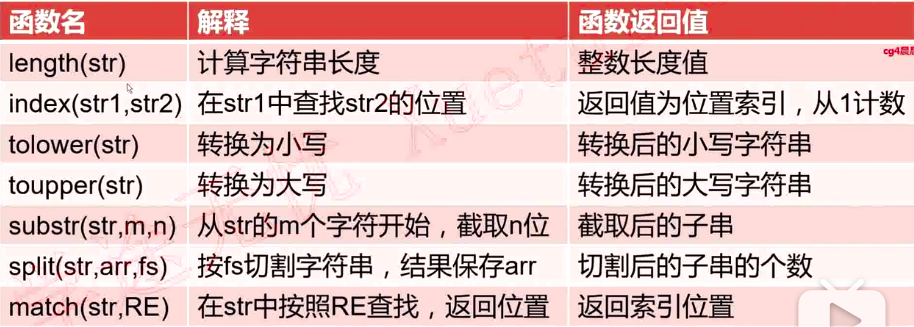 函数名 解释 函数返回值
length(str) 计算字符串长度 整数长度值
index(str1,str2) 在str1中查找str2的位置 返回值为位置索引，从1计数
tolower(str) 转换为小写 转换后的小写字符串
toupper(str) 转换为大写 转换后的大写字符串
substr(str,m,n) 从str的m个字符开始，截取n位 截取后的子串
split(str,arr,fs) 按fs切割字符串，结果保存arr 切割后的子串的个数
match(str,RE) 在str中按照RE查找，返回位置 返回索引位置